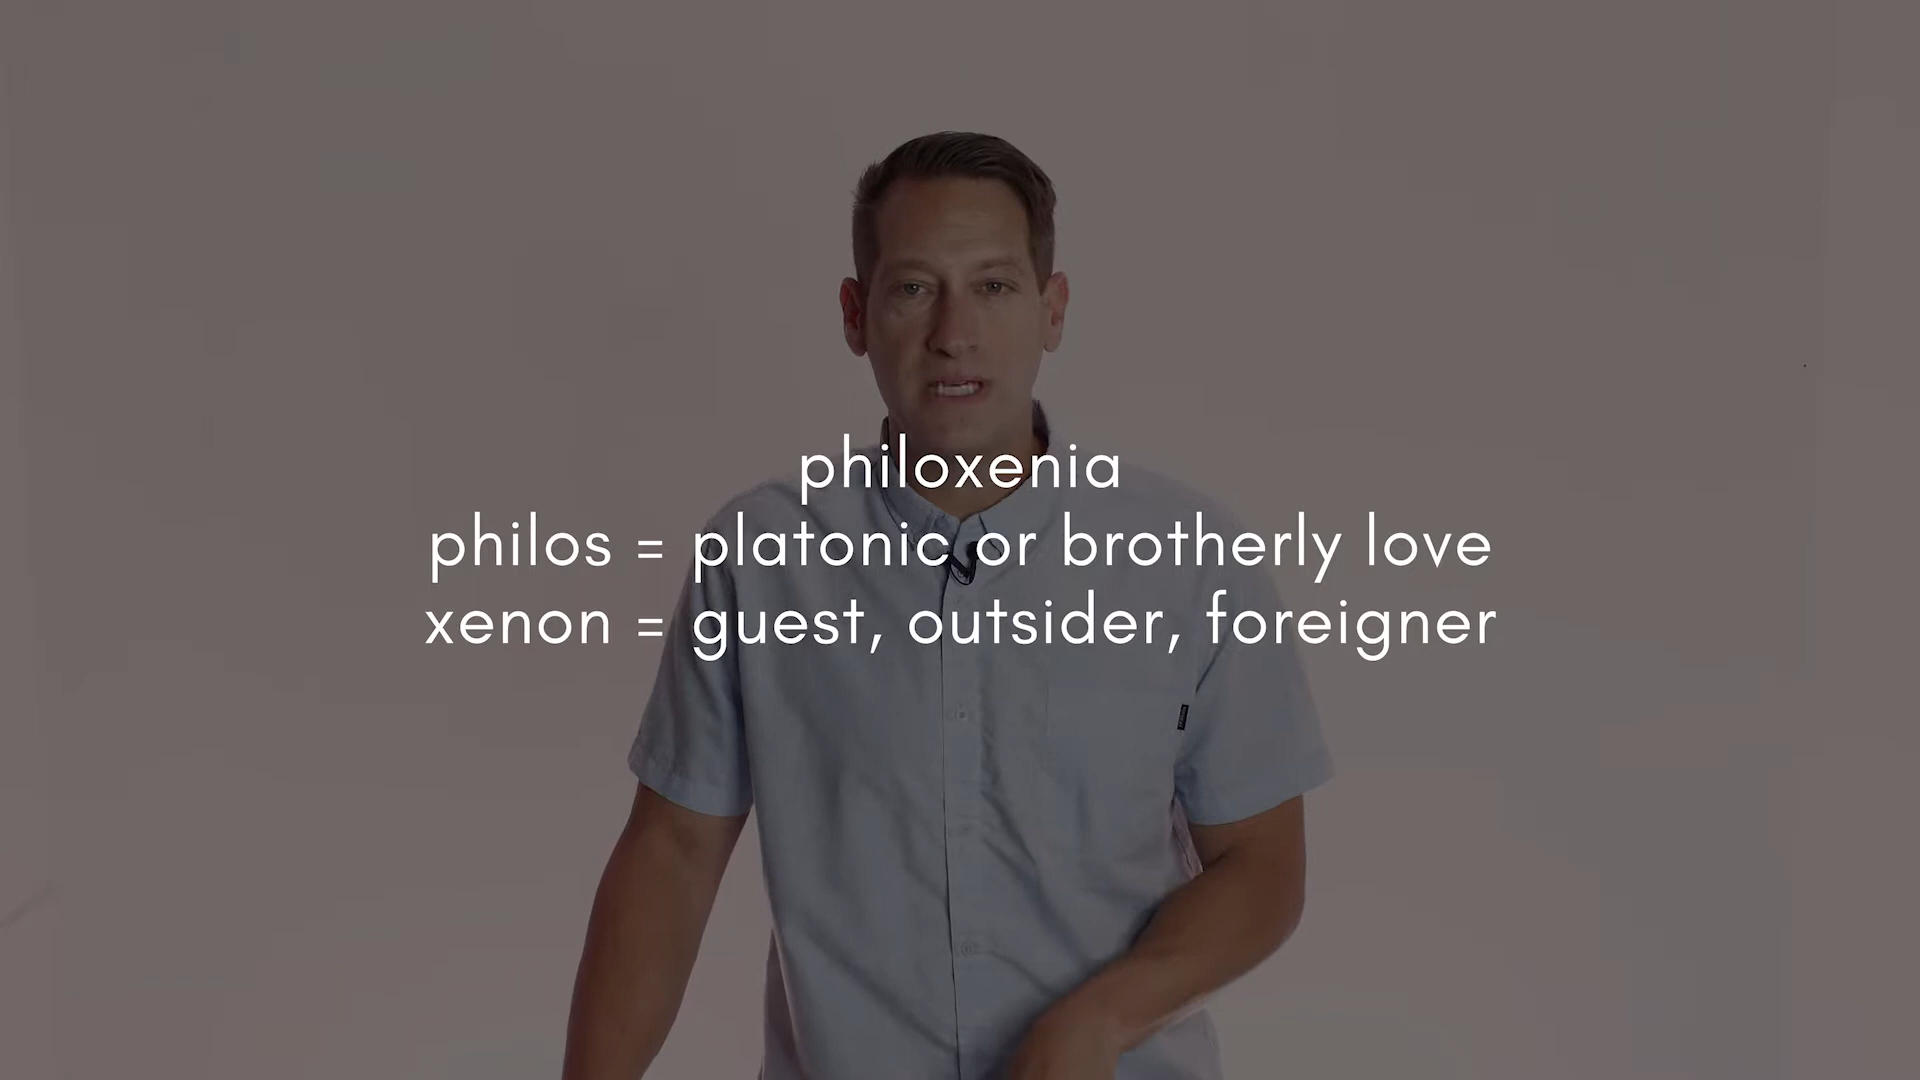 philoxenia
philos = platonic or brotherly love
xenon = guest, outsider, foreigner